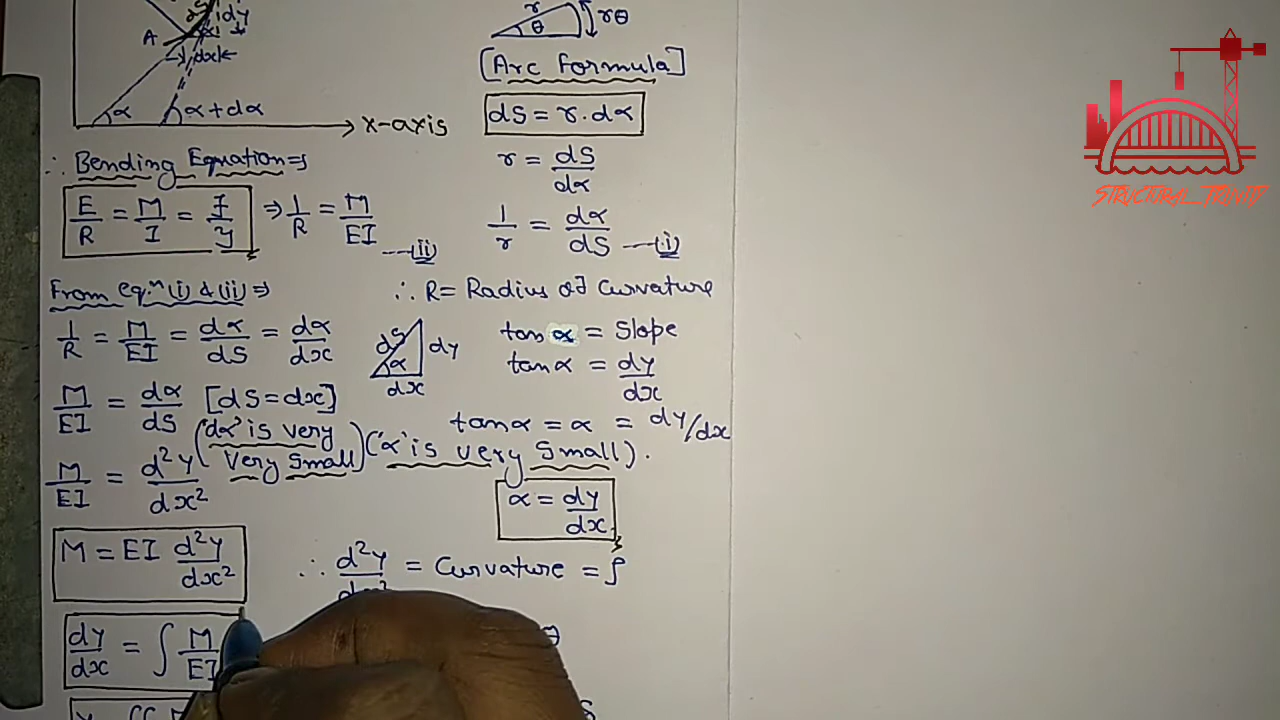 ds dy
A α
dx
α α+dα
x-axis
r θ rθ
[Arc Formula]
dS = r.dα
r = dS/dα
1/r = dα/dS ---(i)
∴ Bending Equation⇒
E/R = M/I = f/y ⇒ 1/R = M/EI ---(ii)
From eq.ⁿ (i) & (ii) ⇒
∴ R = Radius of Curvature
1/R = M/EI = dα/dS = dα/dx
dS dy α dx
tan α = Slope
tan α = dy/dx
M/EI = dα/dS [dS = dx]
('dα' is very
Very Small)
tan α = α = dy/dx
('α' is very Small).
M/EI = d²y/dx²
α = dy/dx
M = EI d²y/dx²
∴ d²y/dx² = Curvature = ρ
dy/dx = ∫ M/EI
STRUCTURAL_TRINITY